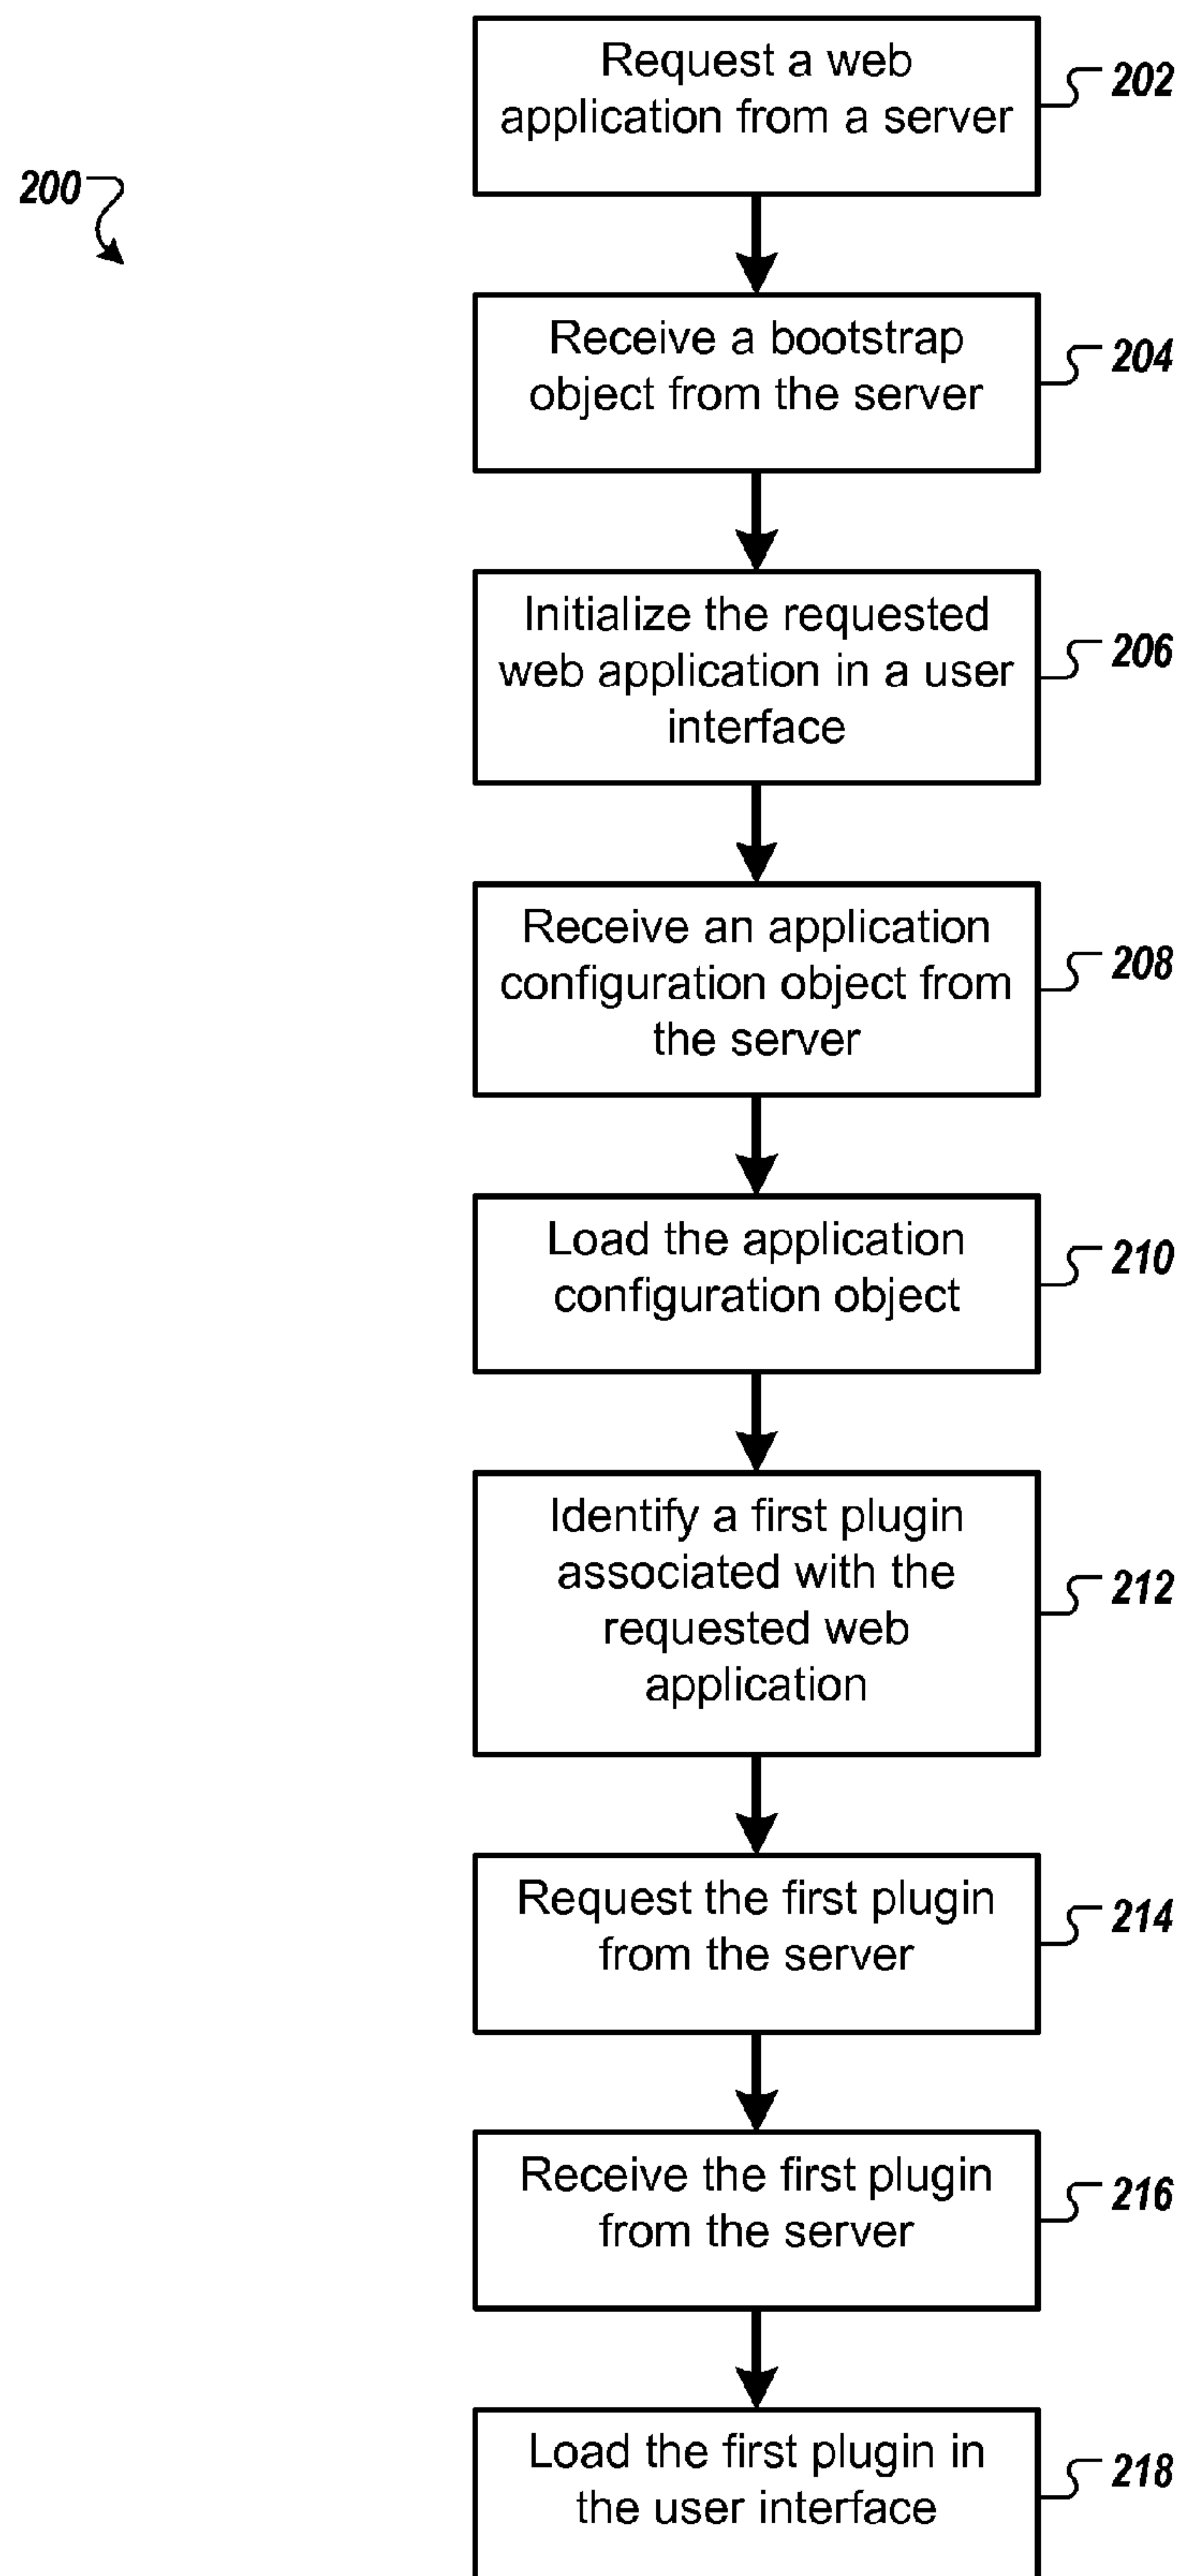 Request a web
application from a server
202
200
Receive a bootstrap
object from the server
204
Initialize the requested
web application in a user
interface
206
Receive an application
configuration object from
the server
208
Load the application
configuration object
210
Identify a first plugin
associated with the
requested web
application
212
Request the first plugin
from the server
214
Receive the first plugin
from the server
216
Load the first plugin in
the user interface
218